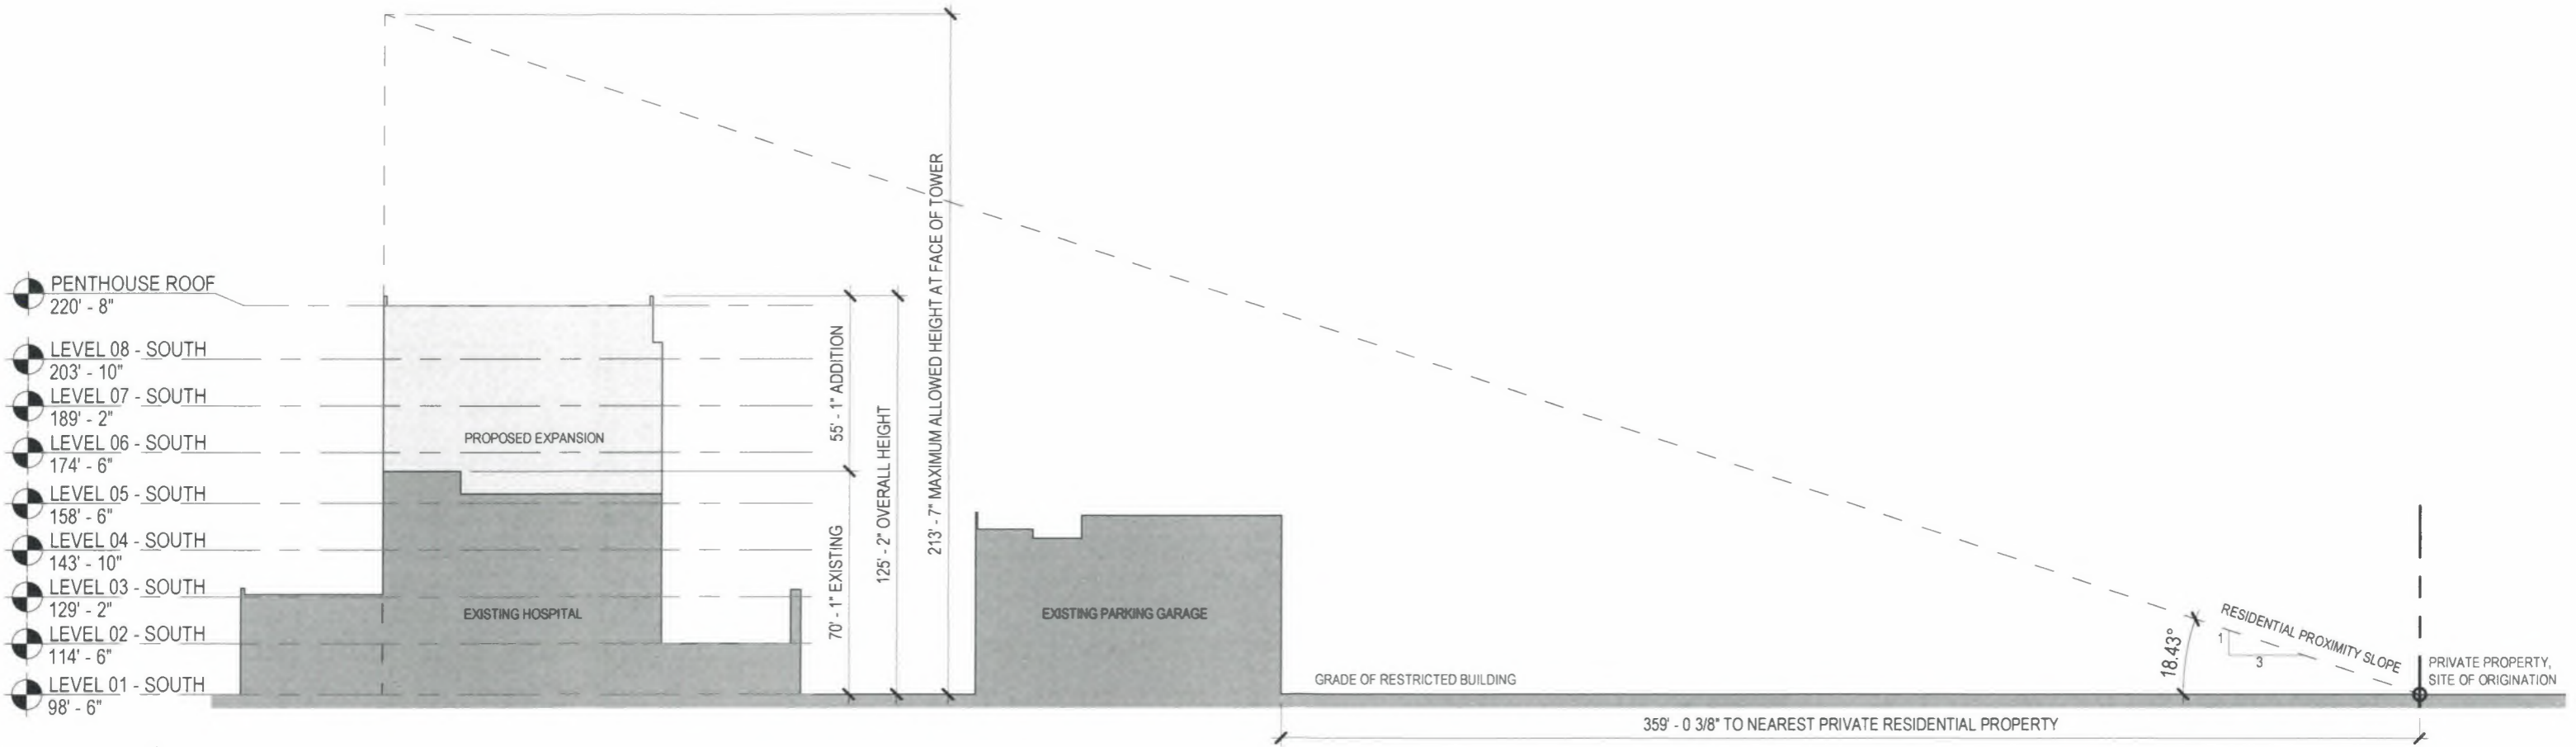 PENTHOUSE ROOF
220' - 8"
LEVEL 08 - SOUTH
203' - 10"
LEVEL 07 - SOUTH
189' - 2"
LEVEL 06 - SOUTH
174' - 6"
LEVEL 05 - SOUTH
158' - 6"
LEVEL 04 - SOUTH
143' - 10"
LEVEL 03 - SOUTH
129' - 2"
LEVEL 02 - SOUTH
114' - 6"
LEVEL 01 - SOUTH
98' - 6"
PROPOSED EXPANSION
EXISTING HOSPITAL
55' - 1" ADDITION
70' - 1" EXISTING
125' - 2" OVERALL HEIGHT
213' - 7" MAXIMUM ALLOWED HEIGHT AT FACE OF TOWER
EXISTING PARKING GARAGE
GRADE OF RESTRICTED BUILDING
359' - 0 3/8" TO NEAREST PRIVATE RESIDENTIAL PROPERTY
18.43°
1
3
RESIDENTIAL PROXIMITY SLOPE
PRIVATE PROPERTY,
SITE OF ORIGINATION